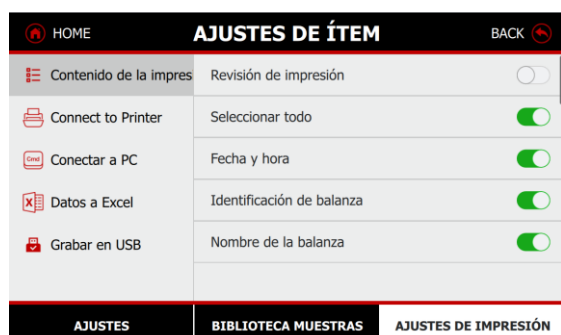 HOME
AJUSTES DE ÍTEM
BACK
Contenido de la impres
Revisión de impresión
Connect to Printer
Seleccionar todo
Cmd
Conectar a PC
Fecha y hora
Datos a Excel
Identificación de balanza
Grabar en USB
Nombre de la balanza
AJUSTES
BIBLIOTECA MUESTRAS
AJUSTES DE IMPRESIÓN